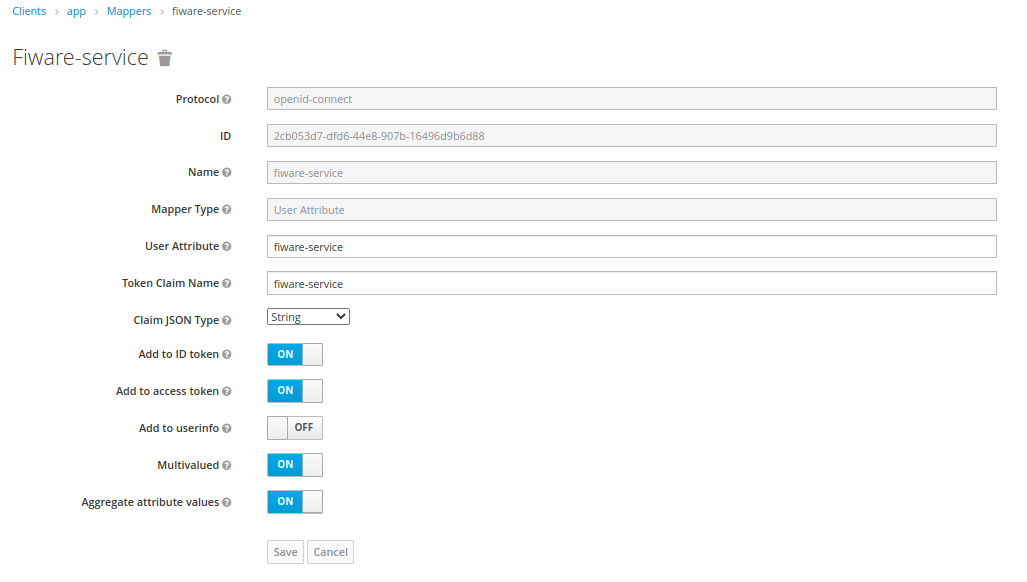 Clients › app › Mappers › fiware-service
Fiware-service
Protocol openid-connect
ID 2cb053d7-dfd6-44e8-907b-16496d9b6d88
Name fiware-service
Mapper Type User Attribute
User Attribute fiware-service
Token Claim Name fiware-service
Claim JSON Type String
Add to ID token ON
Add to access token ON
Add to userinfo OFF
Multivalued ON
Aggregate attribute values ON
Save Cancel